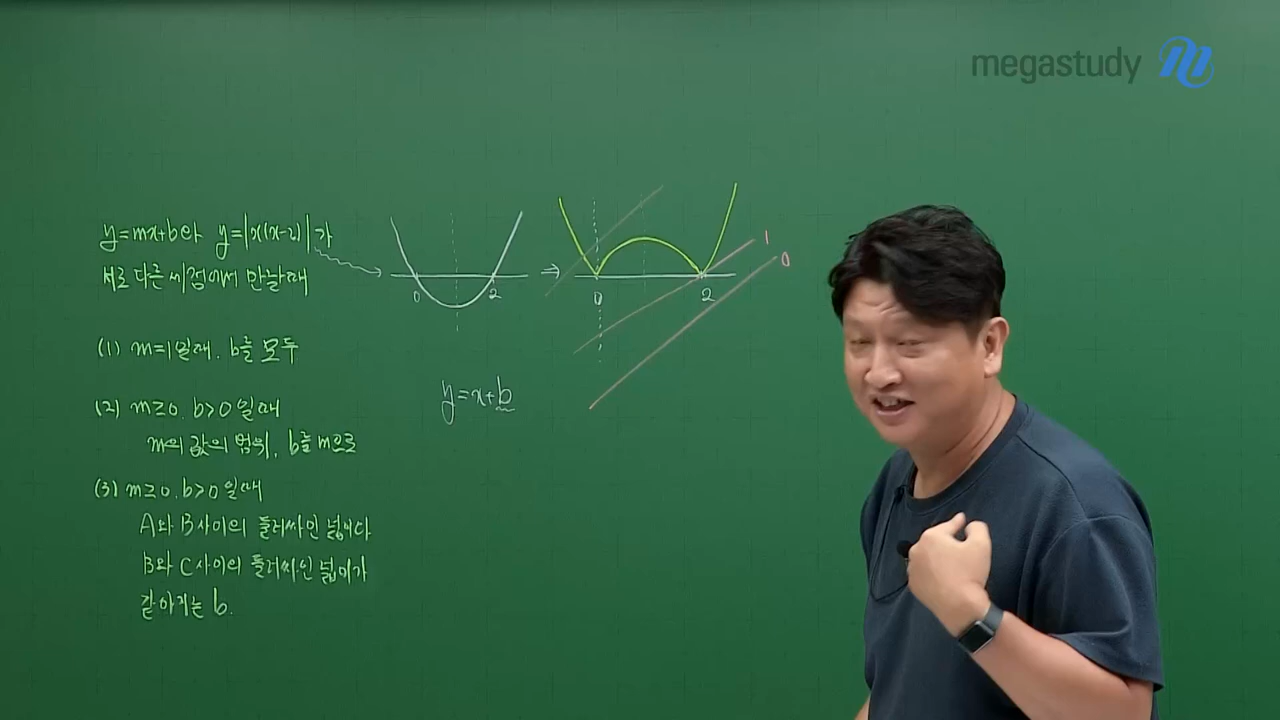 megastudy
y=mx+b와 y=|x(x-2)|가
서로 다른 세 점에서 만날 때
(1) m=1일때, b를 모두
(2) m≥0, b>0 일 때
m의 값의 범위, b를 m으로
(3) m≥0, b>0 일때
A와 B사이의 둘러싸인 넓이와
B와 C사이의 둘러싸인 넓이가
같아지는 b.
0 2
⇒
0 2
1
0
y=x+b